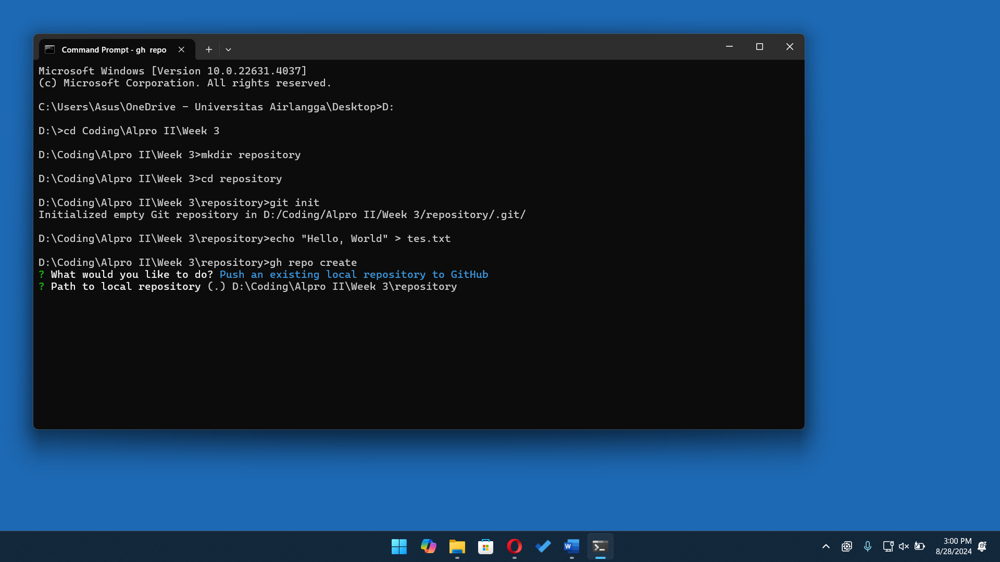 Command Prompt - gh  repo
Microsoft Windows [Version 10.0.22631.4037]
(c) Microsoft Corporation. All rights reserved.
C:\Users\Asus\OneDrive - Universitas Airlangga\Desktop>D:
D:\>cd Coding\Alpro II\Week 3
D:\Coding\Alpro II\Week 3>mkdir repository
D:\Coding\Alpro II\Week 3>cd repository
D:\Coding\Alpro II\Week 3\repository>git init
Initialized empty Git repository in D:/Coding/Alpro II/Week 3/repository/.git/
D:\Coding\Alpro II\Week 3\repository>echo "Hello, World" > tes.txt
D:\Coding\Alpro II\Week 3\repository>gh repo create
? What would you like to do? Push an existing local repository to GitHub
? Path to local repository (.) D:\Coding\Alpro II\Week 3\repository
W
3:00 PM
8/28/2024